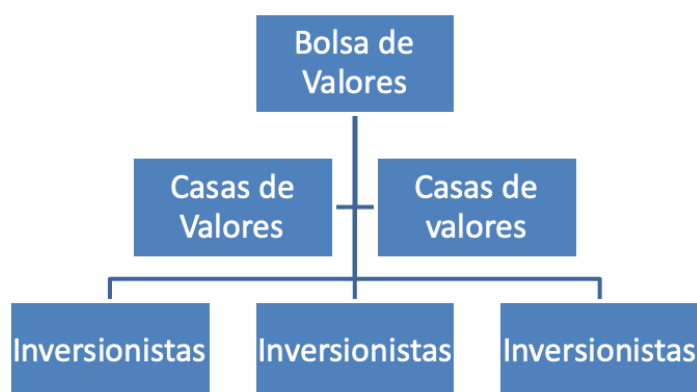 Bolsa de
Valores
Casas de
Valores
Casas de
valores
Inversionistas
Inversionistas
Inversionistas